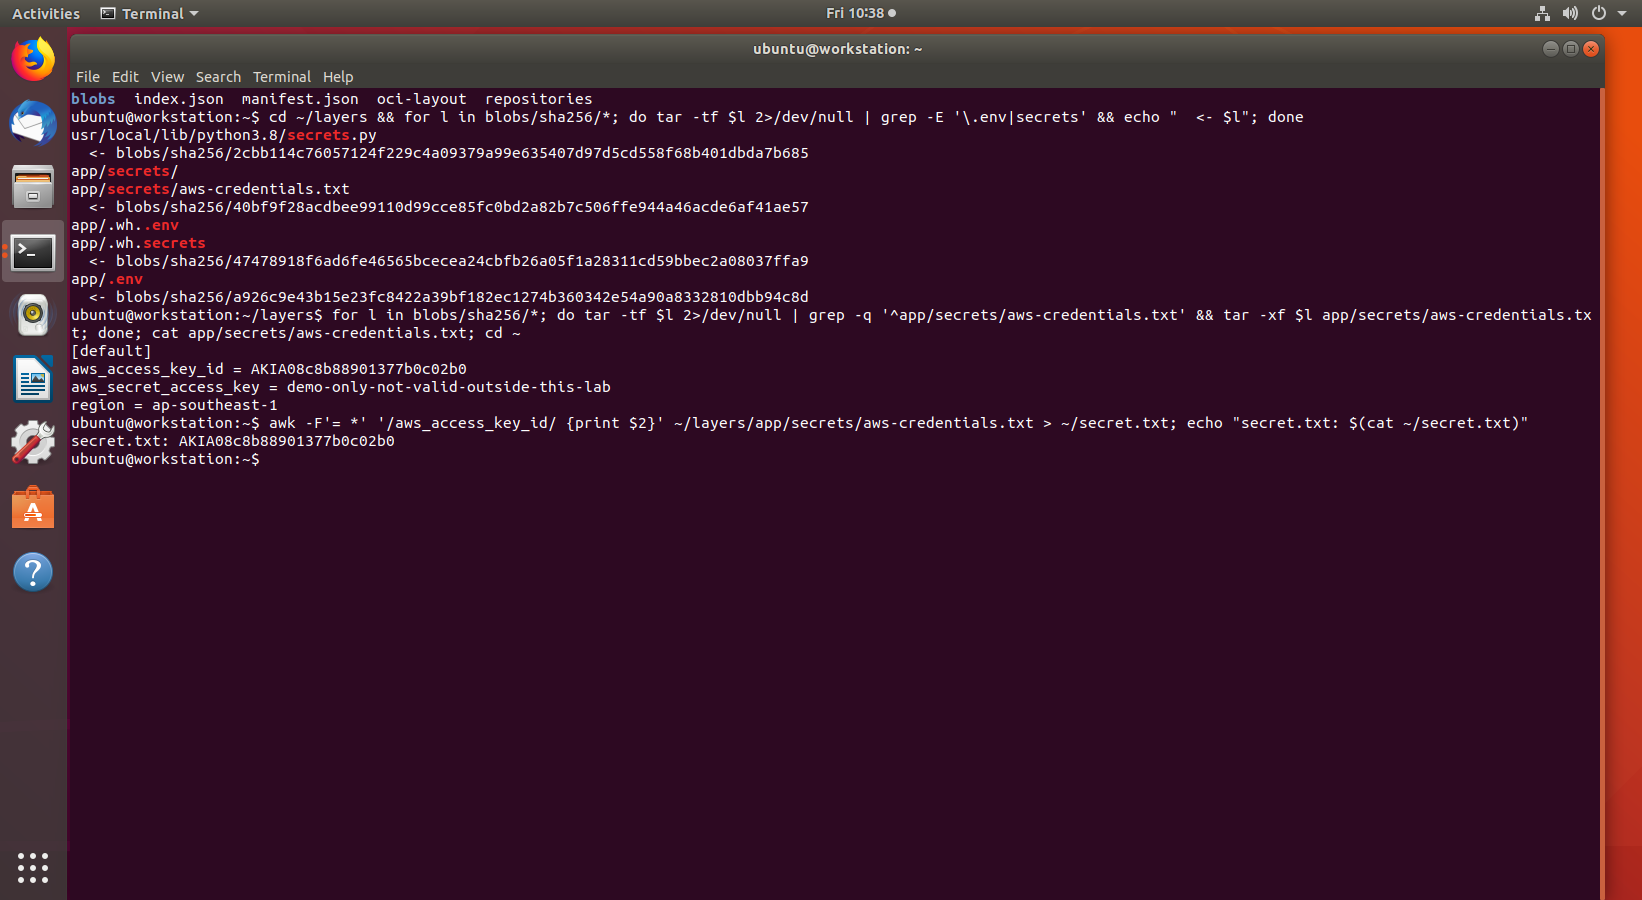 Activities
Terminal
Fri 10:38
ubuntu@workstation: ~
File Edit View Search Terminal Help
blobs  index.json  manifest.json  oci-layout  repositories
ubuntu@workstation:~$ cd ~/layers && for l in blobs/sha256/*; do tar -tf $l 2>/dev/null | grep -E '\.env|secrets' && echo "  <- $l"; done
usr/local/lib/python3.8/secrets.py
  <- blobs/sha256/2cbb114c76057124f229c4a09379a99e635407d97d5cd558f68b401dbda7b685
app/secrets/
app/secrets/aws-credentials.txt
  <- blobs/sha256/40bf9f28acdbee99110d99cce85fc0bd2a82b7c506ffe944a46acde6af41ae57
app/.wh..env
app/.wh.secrets
  <- blobs/sha256/47478918f6ad6fe46565bcecea24cbfb26a05f1a28311cd59bbec2a08037ffa9
app/.env
  <- blobs/sha256/a926c9e43b15e23fc8422a39bf182ec1274b360342e54a90a8332810dbb94c8d
ubuntu@workstation:~/layers$ for l in blobs/sha256/*; do tar -tf $l 2>/dev/null | grep -q '^app/secrets/aws-credentials.txt' && tar -xf $l app/secrets/aws-credentials.tx
t; done; cat app/secrets/aws-credentials.txt; cd ~
[default]
aws_access_key_id = AKIA08c8b88901377b0c02b0
aws_secret_access_key = demo-only-not-valid-outside-this-lab
region = ap-southeast-1
ubuntu@workstation:~$ awk -F'= *' '/aws_access_key_id/ {print $2}' ~/layers/app/secrets/aws-credentials.txt > ~/secret.txt; echo "secret.txt: $(cat ~/secret.txt)"
secret.txt: AKIA08c8b88901377b0c02b0
ubuntu@workstation:~$